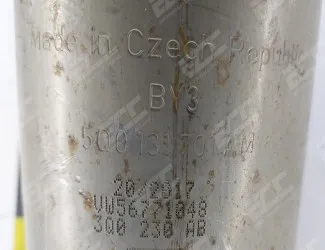 Made in Czech Republic
BV3
20/2017
VW56771048
3Q0 230 AB